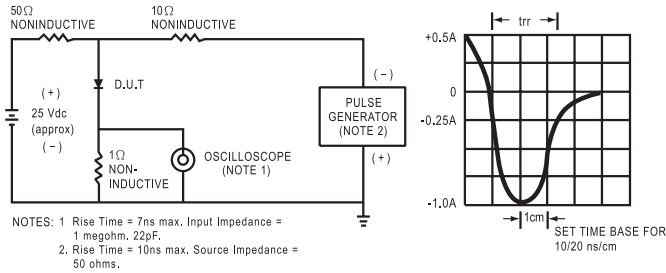 50Ω
NONINDUCTIVE
10Ω
NONINDUCTIVE
(+)
25 Vdc
(approx)
(-)
D.U.T
1Ω
NON-
INDUCTIVE
OSCILLOSCOPE
(NOTE 1)
(-)
PULSE
GENERATOR
(NOTE 2)
(+)
trr
+0.5A
0
-0.25A
-1.0A
1cm
SET TIME BASE FOR
10/20 ns/cm
NOTES: 1 Rise Time = 7ns max. Input Impedance =
1 megohm. 22pF.
2. Rise Time = 10ns max. Source Impedance =
50 ohms.